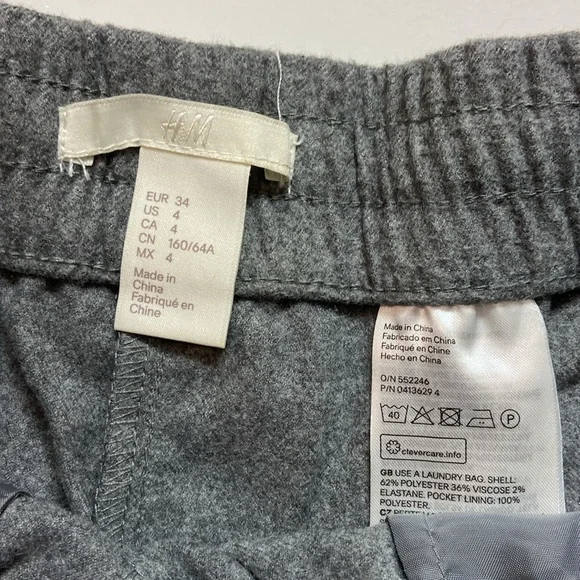 H&M
EUR 34
US 4
CA 4
CN 160/64A
MX 4
Made in
China
Fabriqué en
Chine
Made in China
Fabricado em China
Fabriqué en Chine
Hecho en China
O/N 552246
P/N 0413629 4
40
P
clevercare.info
GB USE A LAUNDRY BAG. SHELL:
62% POLYESTER 36% VISCOSE 2%
ELASTANE. POCKET LINING: 100%
POLYESTER.
CZ